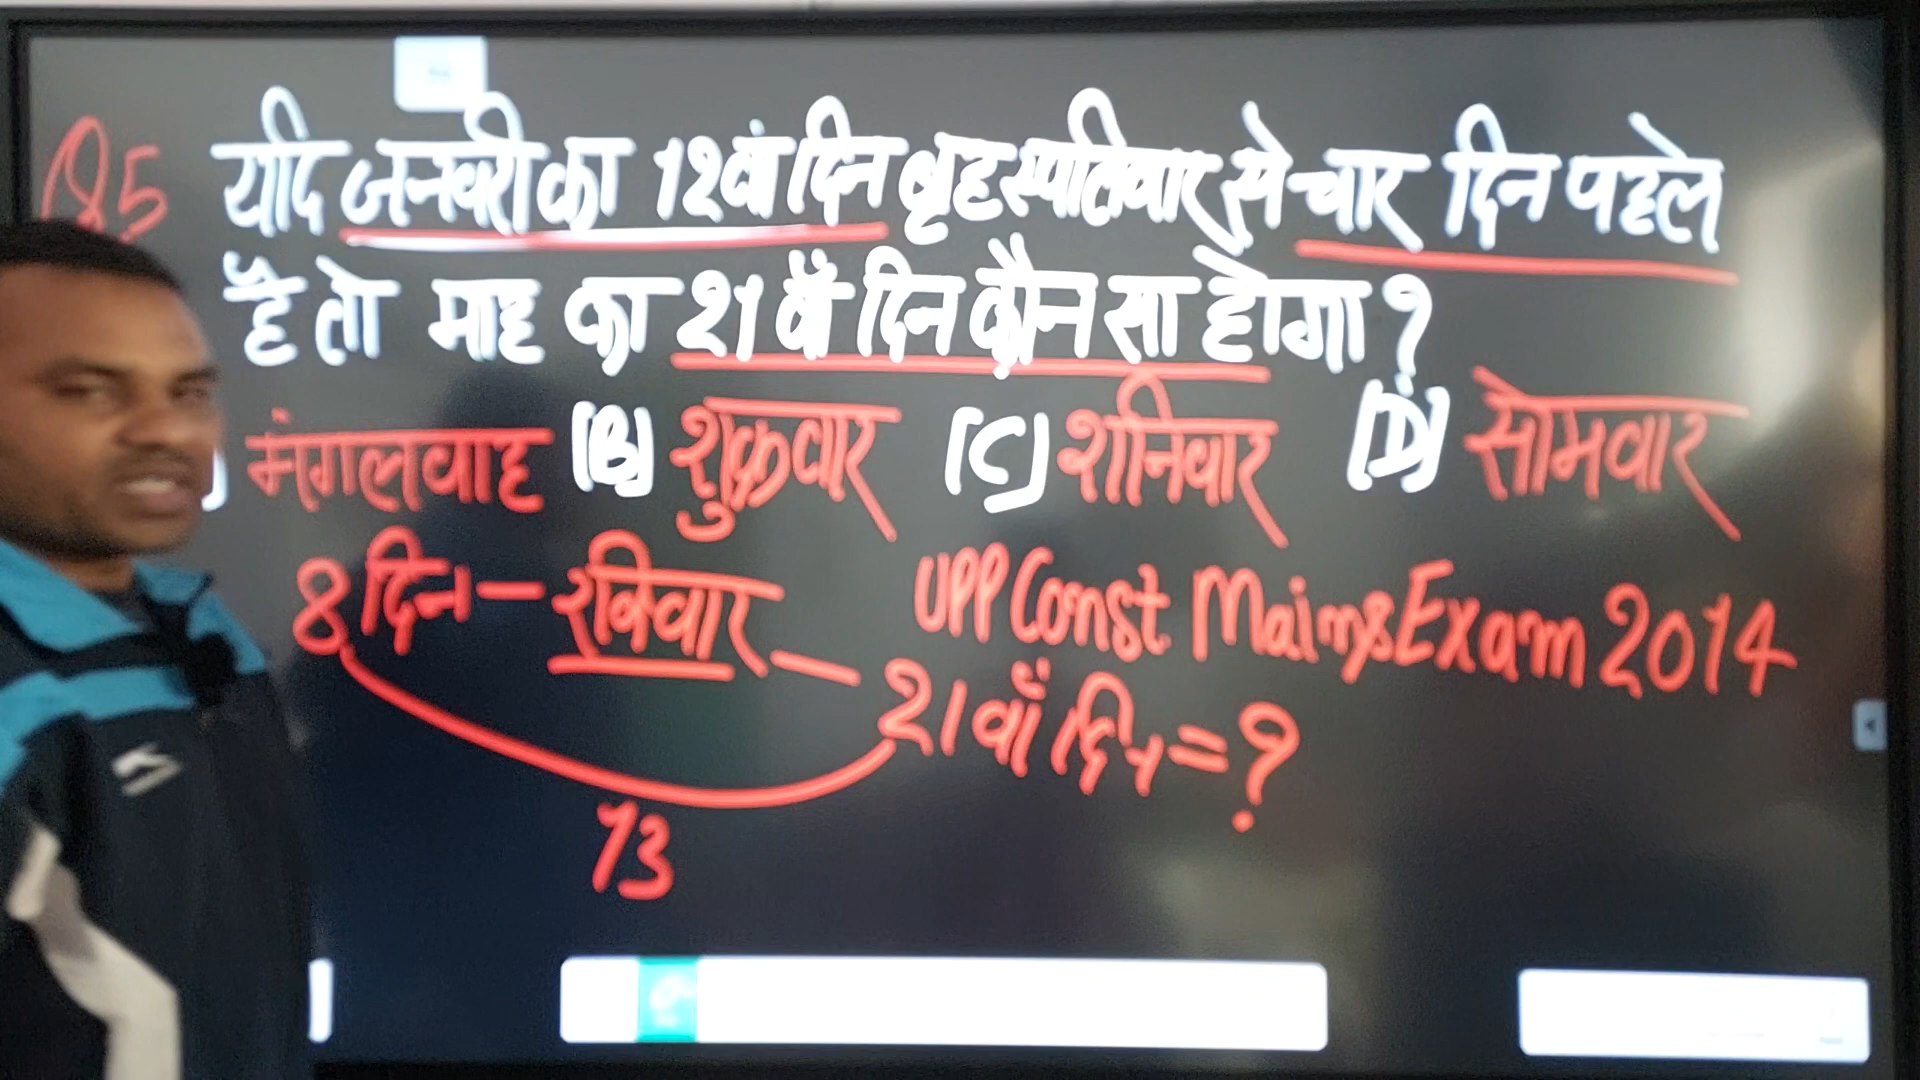 Q5 यदि जनवरी का 12वां दिन बृहस्पतिवार से चार दिन पहले
है तो माह का 21 वाँ दिन कौन सा होगा ?
मंगलवाह [B] शुक्रवार [C] शनिवार [D] सोमवार
8 दिन - रविवार - 21 वाँ दिन = ?
UPP Const Mains Exam 2014
13